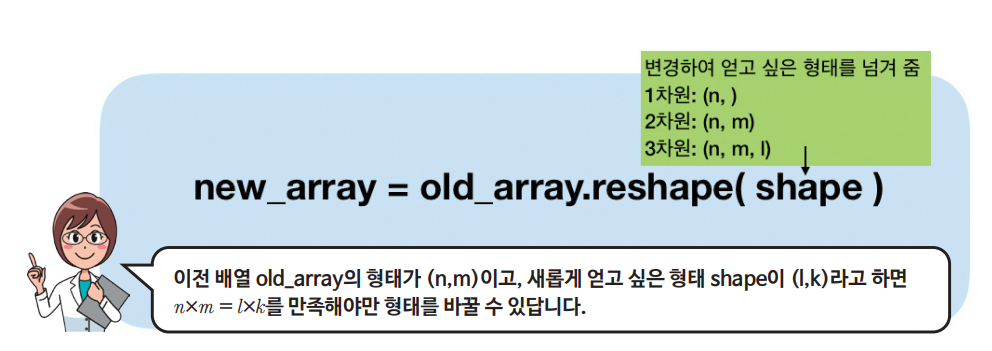 변경하여 얻고 싶은 형태를 넘겨 줌
1차원: (n, )
2차원: (n, m)
3차원: (n, m, l)
new_array = old_array.reshape( shape )
이전 배열 old_array의 형태가 (n,m)이고, 새롭게 얻고 싶은 형태 shape이 (l,k)라고 하면
n×m = l×k를 만족해야만 형태를 바꿀 수 있답니다.